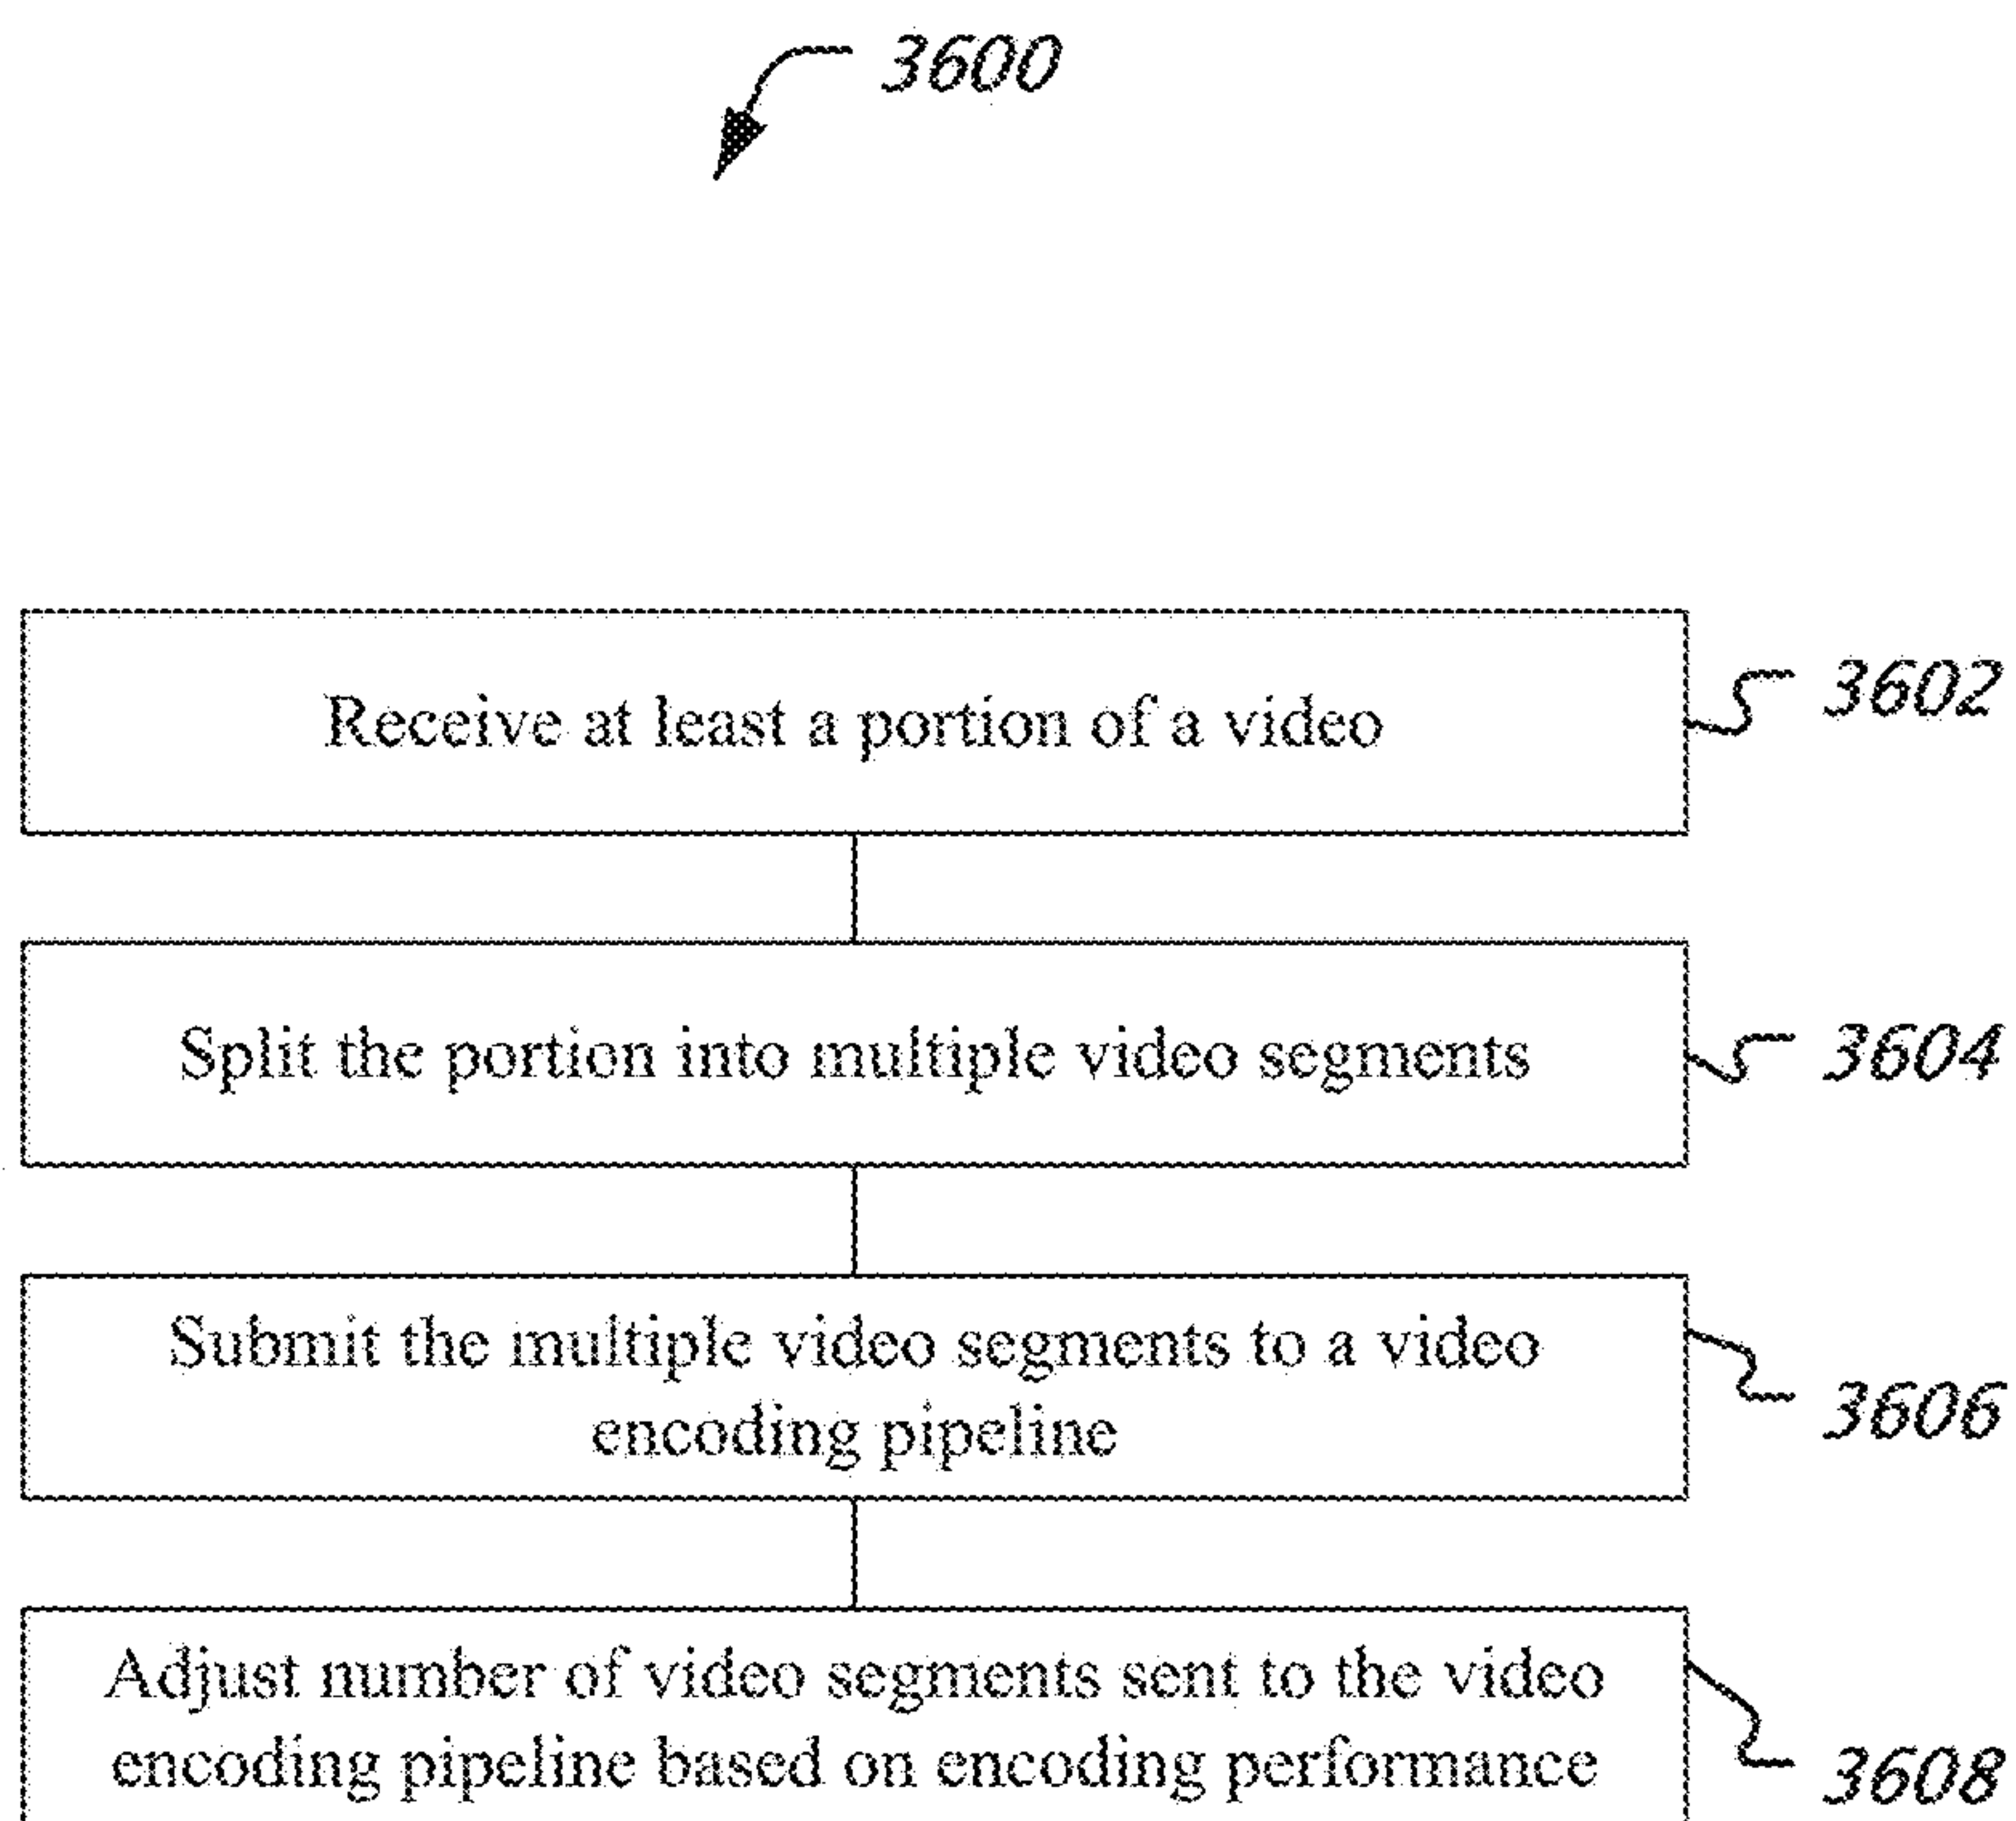 3600
Receive at least a portion of a video
3602
Split the portion into multiple video segments
3604
Submit the multiple video segments to a video
encoding pipeline
3606
Adjust number of video segments sent to the video
encoding pipeline based on encoding performance
3608